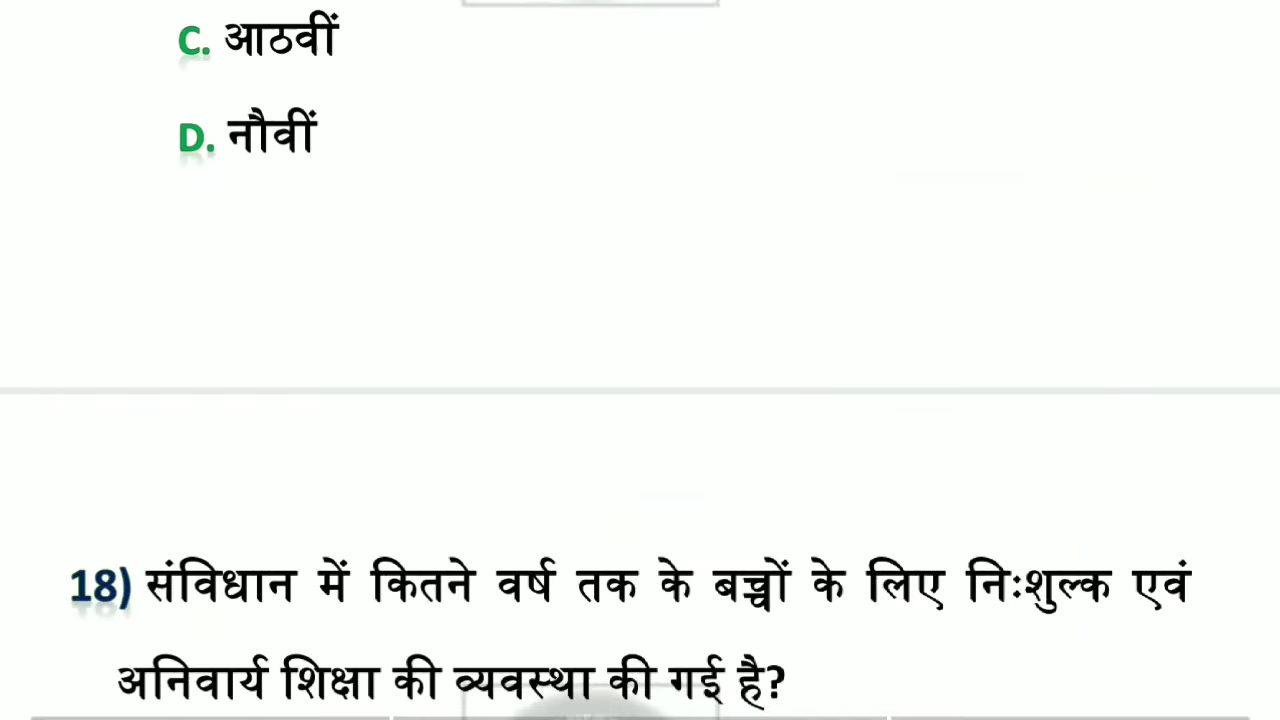 C. आठवीं
D. नौवीं
18) संविधान में कितने वर्ष तक के बच्चों के लिए निःशुल्क एवं
अनिवार्य शिक्षा की व्यवस्था की गई है?